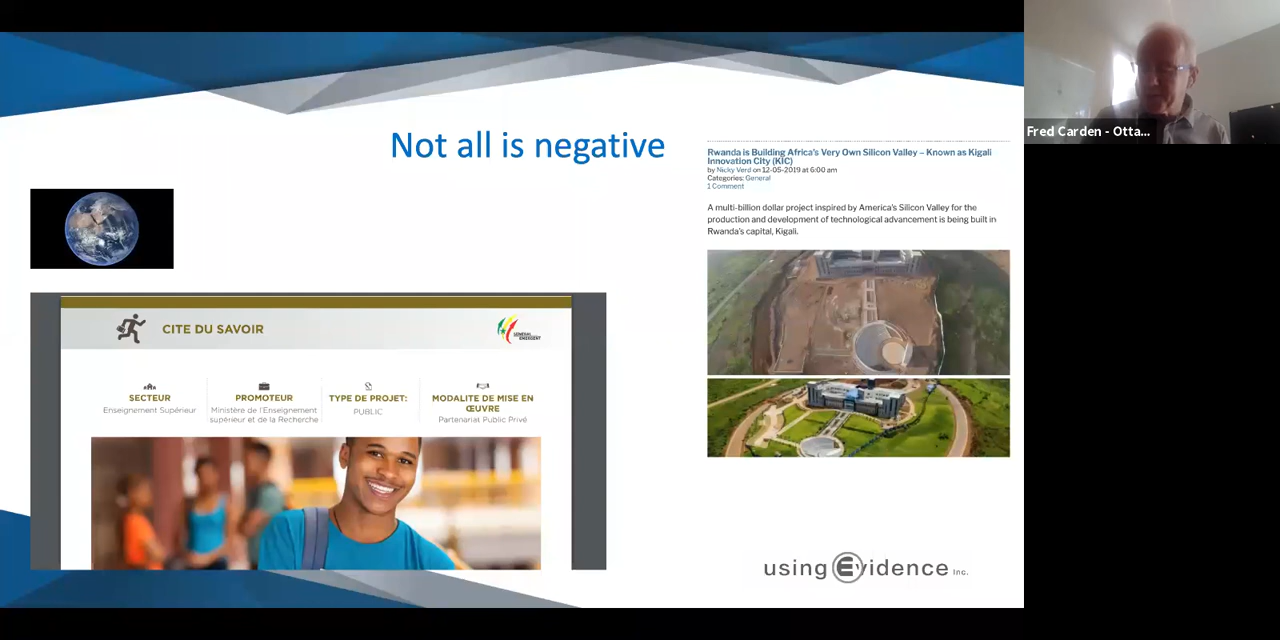 Not all is negative
Fred Carden - Otta...
Rwanda is Building Africa's Very Own Silicon Valley – Known as Kigali
Innovation City (KIC)
by Nicky Verd on 12-05-2019 at 6:00 am
Categories: General
1 Comment
A multi-billion dollar project inspired by America's Silicon Valley for the
production and development of technological advancement is being built in
Rwanda's capital, Kigali.
CITE DU SAVOIR
SÉNÉGAL
EMERGENT
SECTEUR
Enseignement Supérieur
PROMOTEUR
Ministère de l'Enseignement
supérieur et de la Recherche
TYPE DE PROJET:
PUBLIC
MODALITE DE MISE EN
ŒUVRE
Partenariat Public Privé
using Evidence Inc.